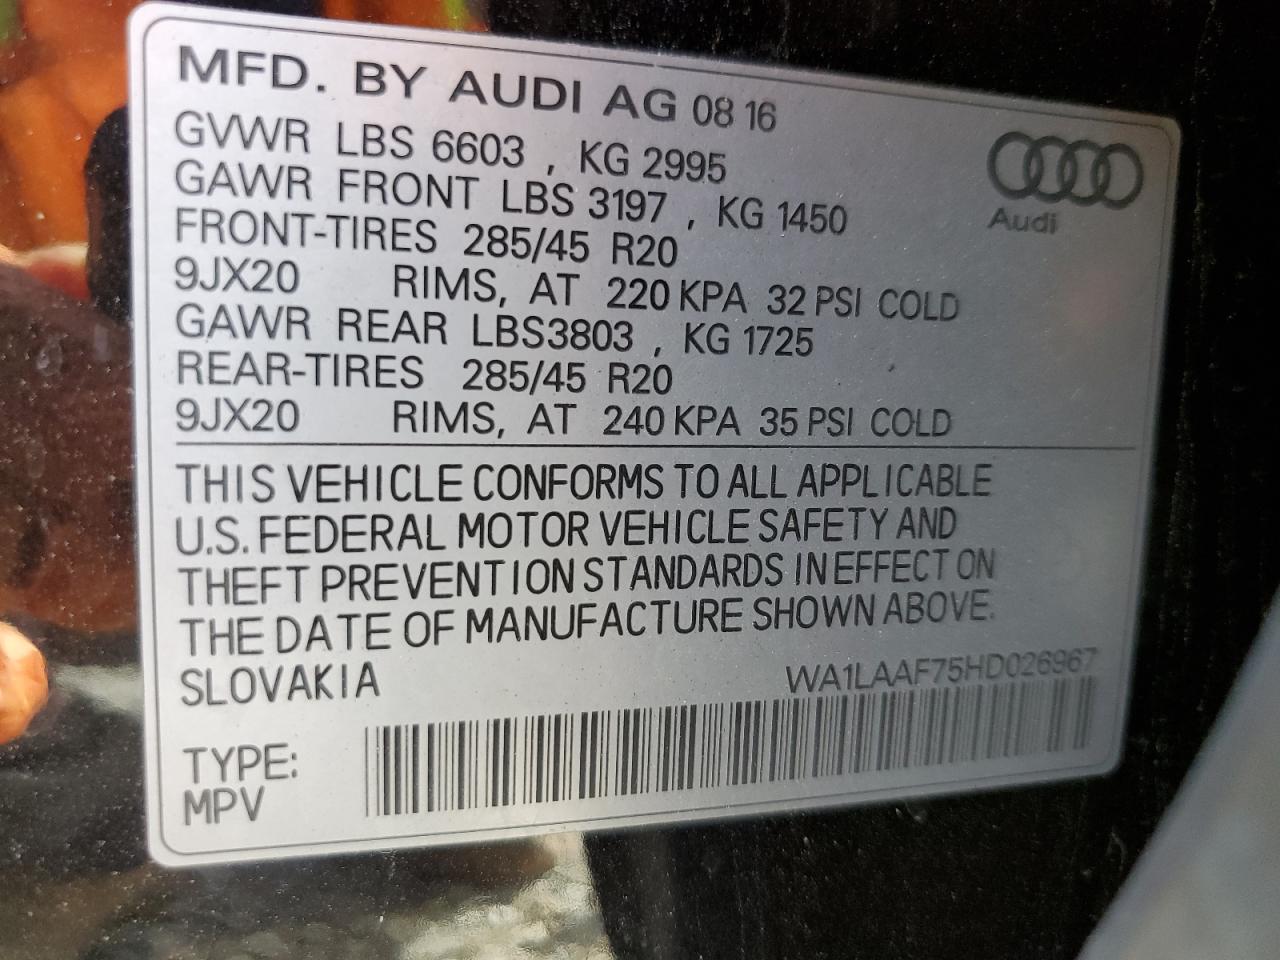 MFD. BY AUDI AG 08 16
GVWR LBS 6603 , KG 2995
GAWR FRONT LBS 3197 , KG 1450
FRONT-TIRES 285/45 R20
9JX20 RIMS, AT 220 KPA 32 PSI COLD
GAWR REAR LBS3803 , KG 1725
REAR-TIRES 285/45 R20
9JX20 RIMS, AT 240 KPA 35 PSI COLD
Audi
THIS VEHICLE CONFORMS TO ALL APPLICABLE
U.S. FEDERAL MOTOR VEHICLE SAFETY AND
THEFT PREVENTION STANDARDS IN EFFECT ON
THE DATE OF MANUFACTURE SHOWN ABOVE.
SLOVAKIA WA1LAAF75HD026967
TYPE:
MPV